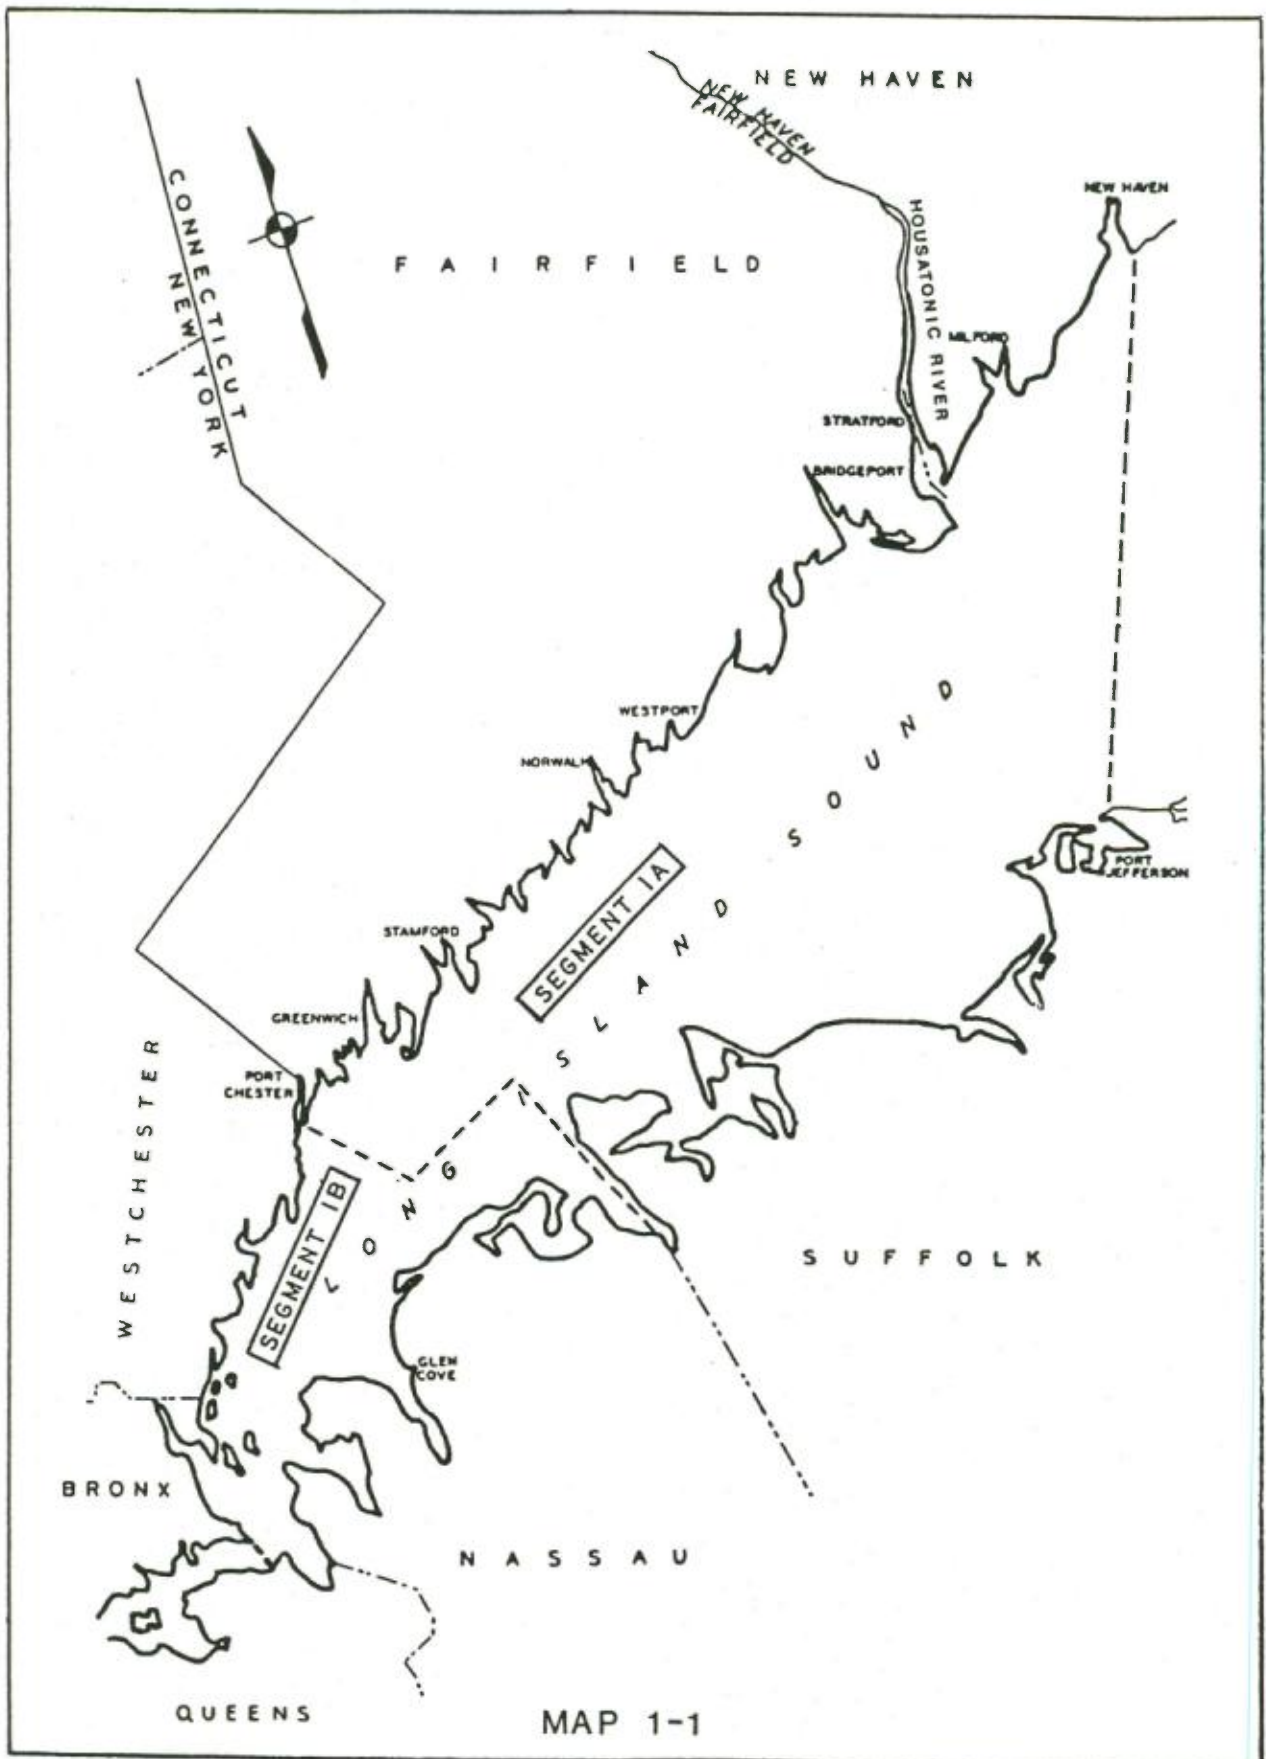 NEW HAVEN
NEW HAVEN
FAIRFIELD
NEW HAVEN
CONNECTICUT
NEW YORK
HOUSATONIC RIVER
FAIRFIELD
MILFORD
STRATFORD
BRIDGEPORT
WESTPORT
NORWALK
SEGMENT 1A
LONG ISLAND SOUND
PORT
JEFFERSON
STAMFORD
GREENWICH
PORT
CHESTER
WESTCHESTER
SEGMENT 1B
SUFFOLK
GLEN
COVE
BRONX
NASSAU
QUEENS
MAP 1-1